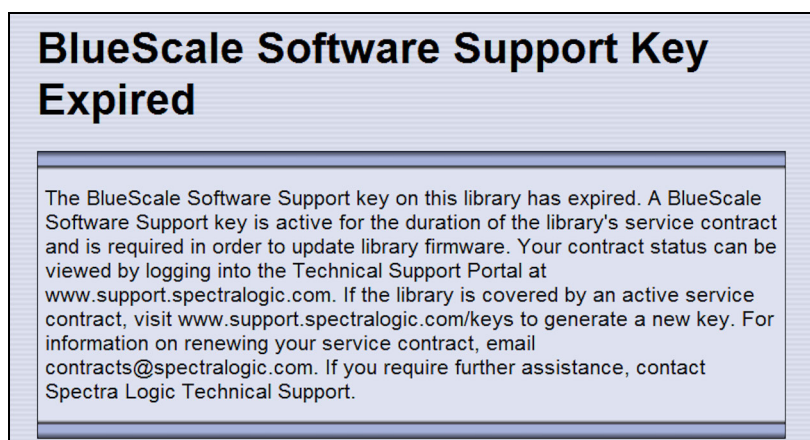 BlueScale Software Support Key
Expired
The BlueScale Software Support key on this library has expired. A BlueScale
Software Support key is active for the duration of the library's service contract
and is required in order to update library firmware. Your contract status can be
viewed by logging into the Technical Support Portal at
www.support.spectralogic.com. If the library is covered by an active service
contract, visit www.support.spectralogic.com/keys to generate a new key. For
information on renewing your service contract, email
contracts@spectralogic.com. If you require further assistance, contact
Spectra Logic Technical Support.